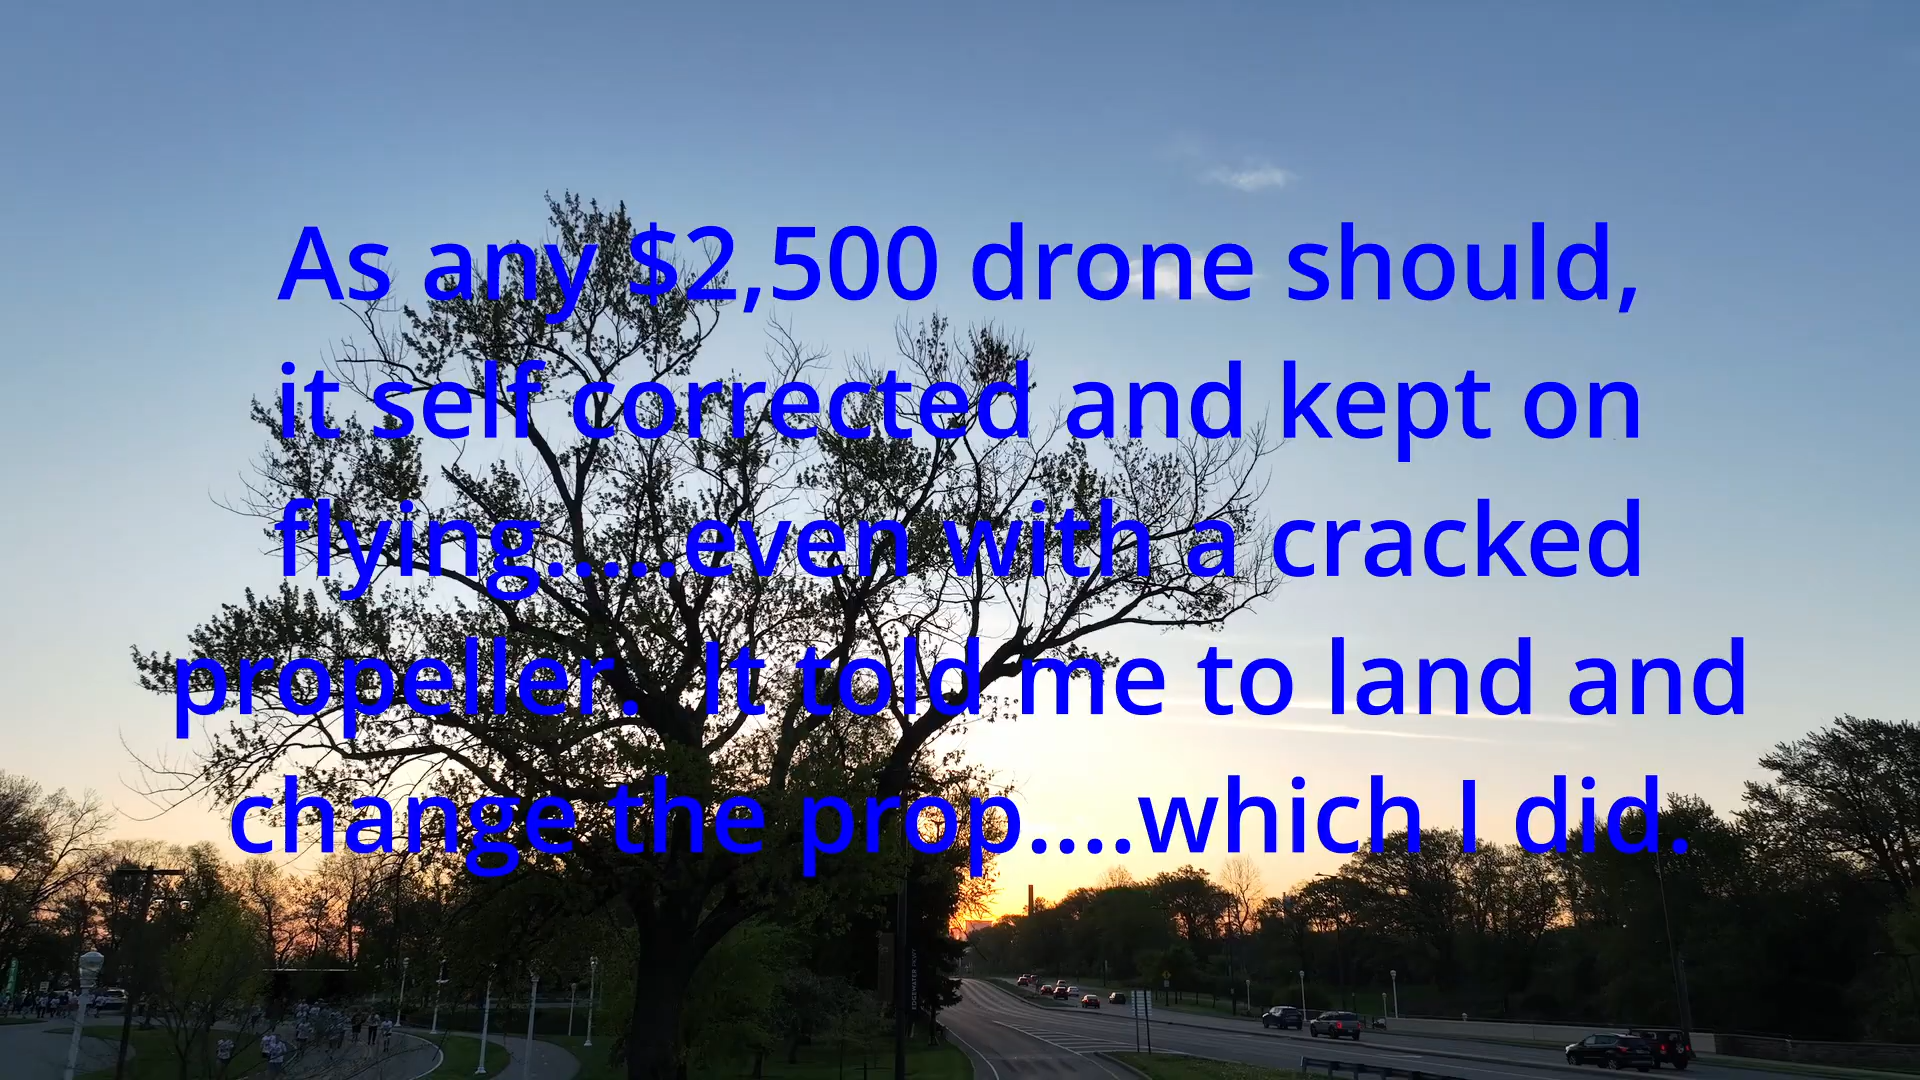 As any $2,500 drone should,
it self corrected and kept on
flying.....even with a cracked
propeller.  It told me to land and
change the prop....which I did.